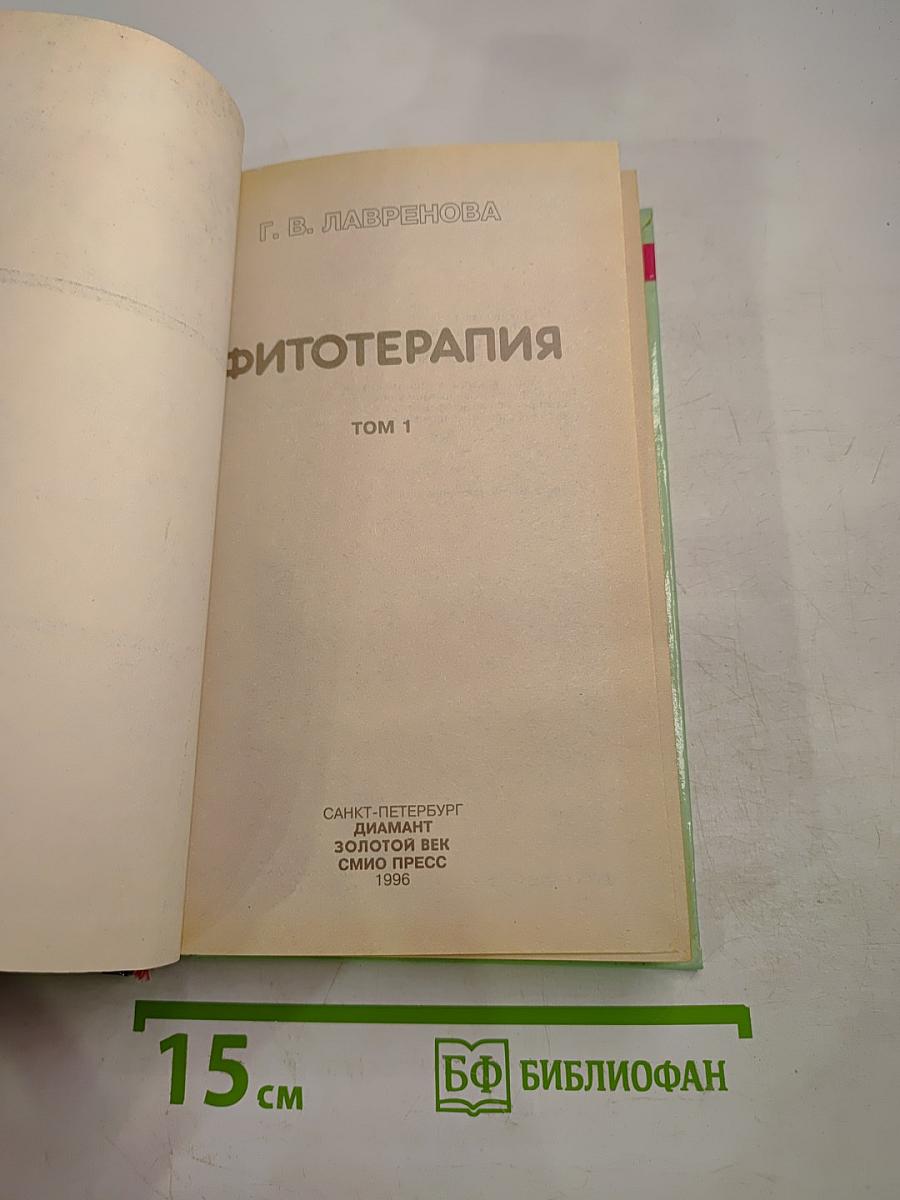 Г. В. ЛАВРЕНОВА
ФИТОТЕРАПИЯ
ТОМ 1
САНКТ-ПЕТЕРБУРГ
ДИАМАНТ
ЗОЛОТОЙ ВЕК
СМИО ПРЕСС
1996
15 см
БФ БИБЛИОФАН